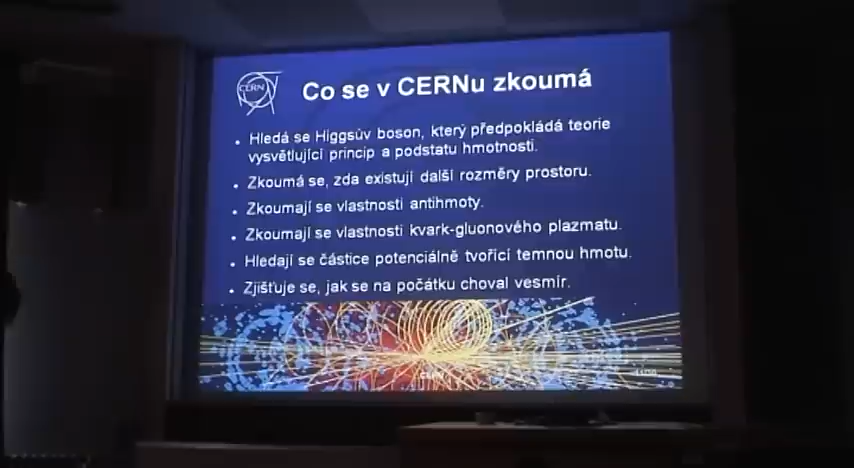 CERN
Co se v CERNu zkoumá
Hledá se Higgsův boson, který předpokládá teorie
vysvětlující princip a podstatu hmotnosti.
Zkoumá se, zda existují další rozměry prostoru.
Zkoumají se vlastnosti antihmoty.
Zkoumají se vlastnosti kvark-gluonového plazmatu.
Hledají se částice potenciálně tvořící temnou hmotu.
Zjišťuje se, jak se na počátku choval vesmír.
CERN